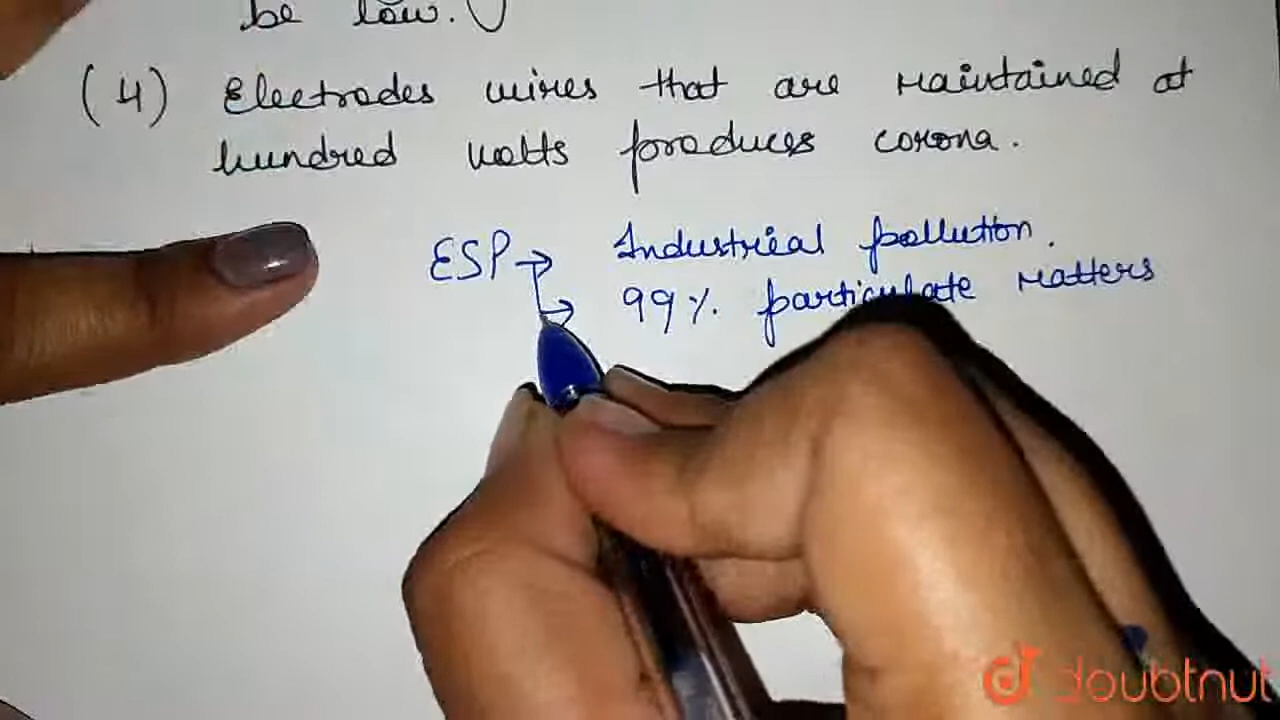 be low.
(4) Electrodes wires that are maintained at
hundred volts produces corona.
ESP → Industrial pollution.
→ 99% particulate matters
doubtnut